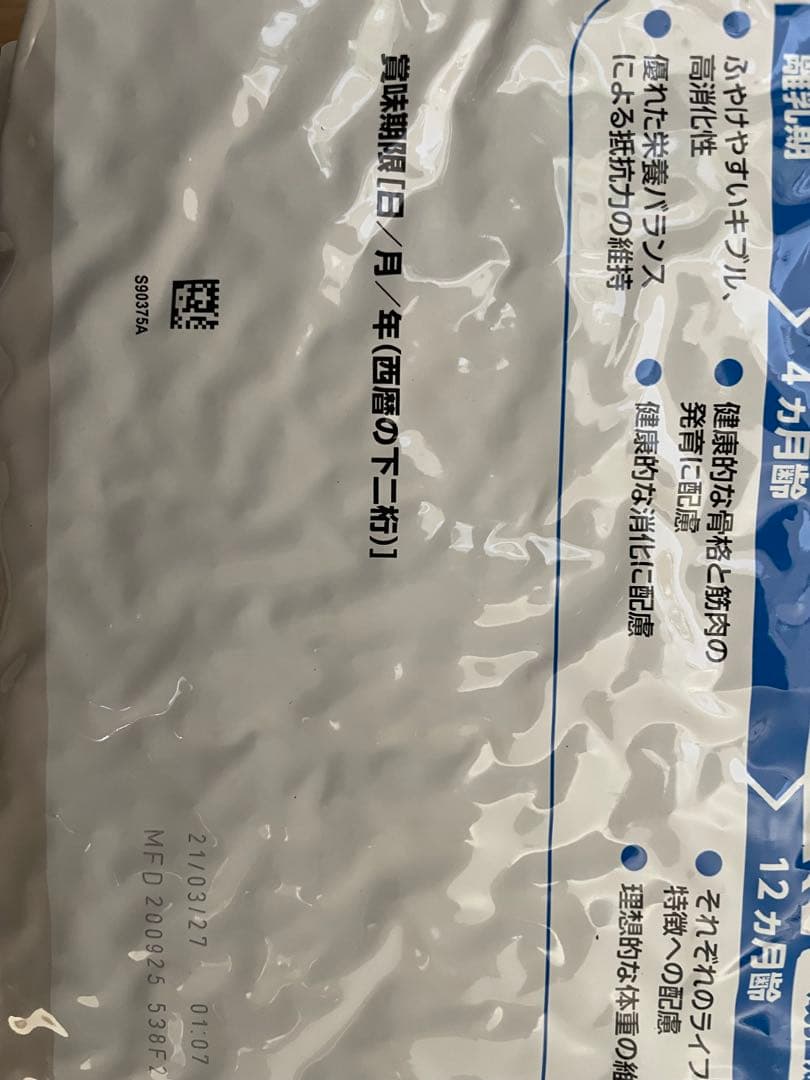 離乳期
ふやけやすいキブル、
高消化性
優れた栄養バランス
による抵抗力の維持
4カ月齢
健康的な骨格と筋肉の
発育に配慮
健康的な消化に配慮
12カ月齢
それぞれのライフ
特徴への配慮
理想的な体重の維
賞味期限[日/月/年(西暦の下二桁)]
S90375A
21/03/27 01:07
MFD 200925 538F2